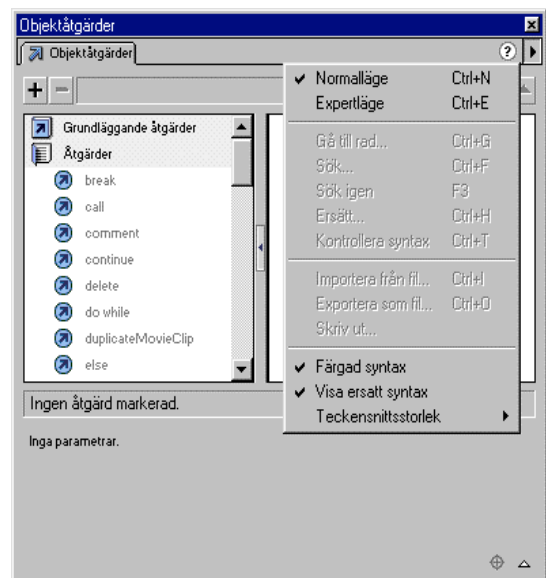 Objektåtgärder
Objektåtgärder
Normalläge Ctrl+N
Expertläge Ctrl+E
Gå till rad... Ctrl+G
Sök... Ctrl+F
Sök igen F3
Ersätt... Ctrl+H
Kontrollera syntax Ctrl+T
Importera från fil... Ctrl+I
Exportera som fil... Ctrl+O
Skriv ut...
Färgad syntax
Visa ersatt syntax
Teckensnittsstorlek
Grundläggande åtgärder
Åtgärder
break
call
comment
continue
delete
do while
duplicateMovieClip
else
Ingen åtgärd markerad.
Inga parametrar.